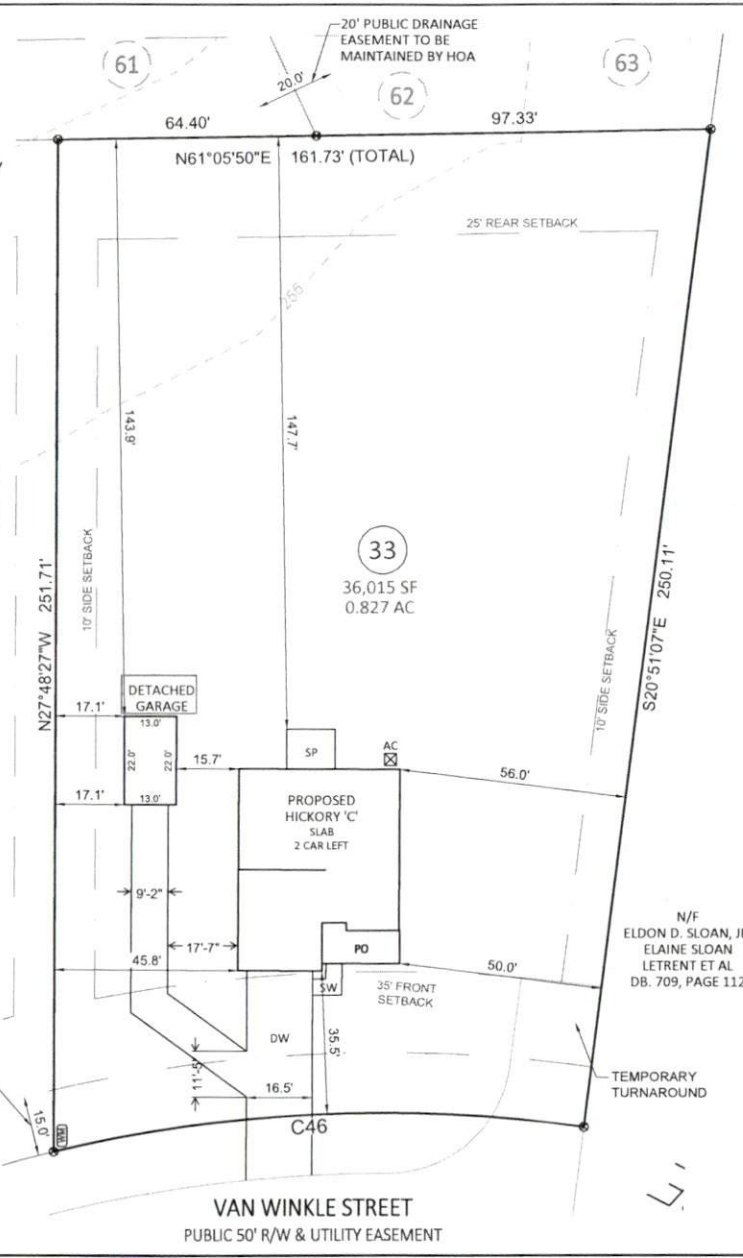 20' PUBLIC DRAINAGE
EASEMENT TO BE
MAINTAINED BY HOA
61
20.0'
62
63
64.40'
97.33'
N61°05'50"E 161.73' (TOTAL)
25' REAR SETBACK
255
143.9'
147.7'
33
36,015 SF
0.827 AC
N27°48'27"W 251.71'
10' SIDE SETBACK
10' SIDE SETBACK
S20°51'07"E 250.11'
DETACHED
GARAGE
17.1'
13.0'
22.0'
22.0'
15.7'
SP
AC
56.0'
17.1'
13.0'
PROPOSED
HICKORY 'C'
SLAB
2 CAR LEFT
9'-2"
17'-7"
PO
45.8'
50.0'
SW
35' FRONT
SETBACK
N/F
ELDON D. SLOAN, JR
ELAINE SLOAN
LETRENT ET AL
DB. 709, PAGE 112
DW
35.5'
11'-5"
16.5'
TEMPORARY
TURNAROUND
15.0'
WM
C46
VAN WINKLE STREET
PUBLIC 50' R/W & UTILITY EASEMENT